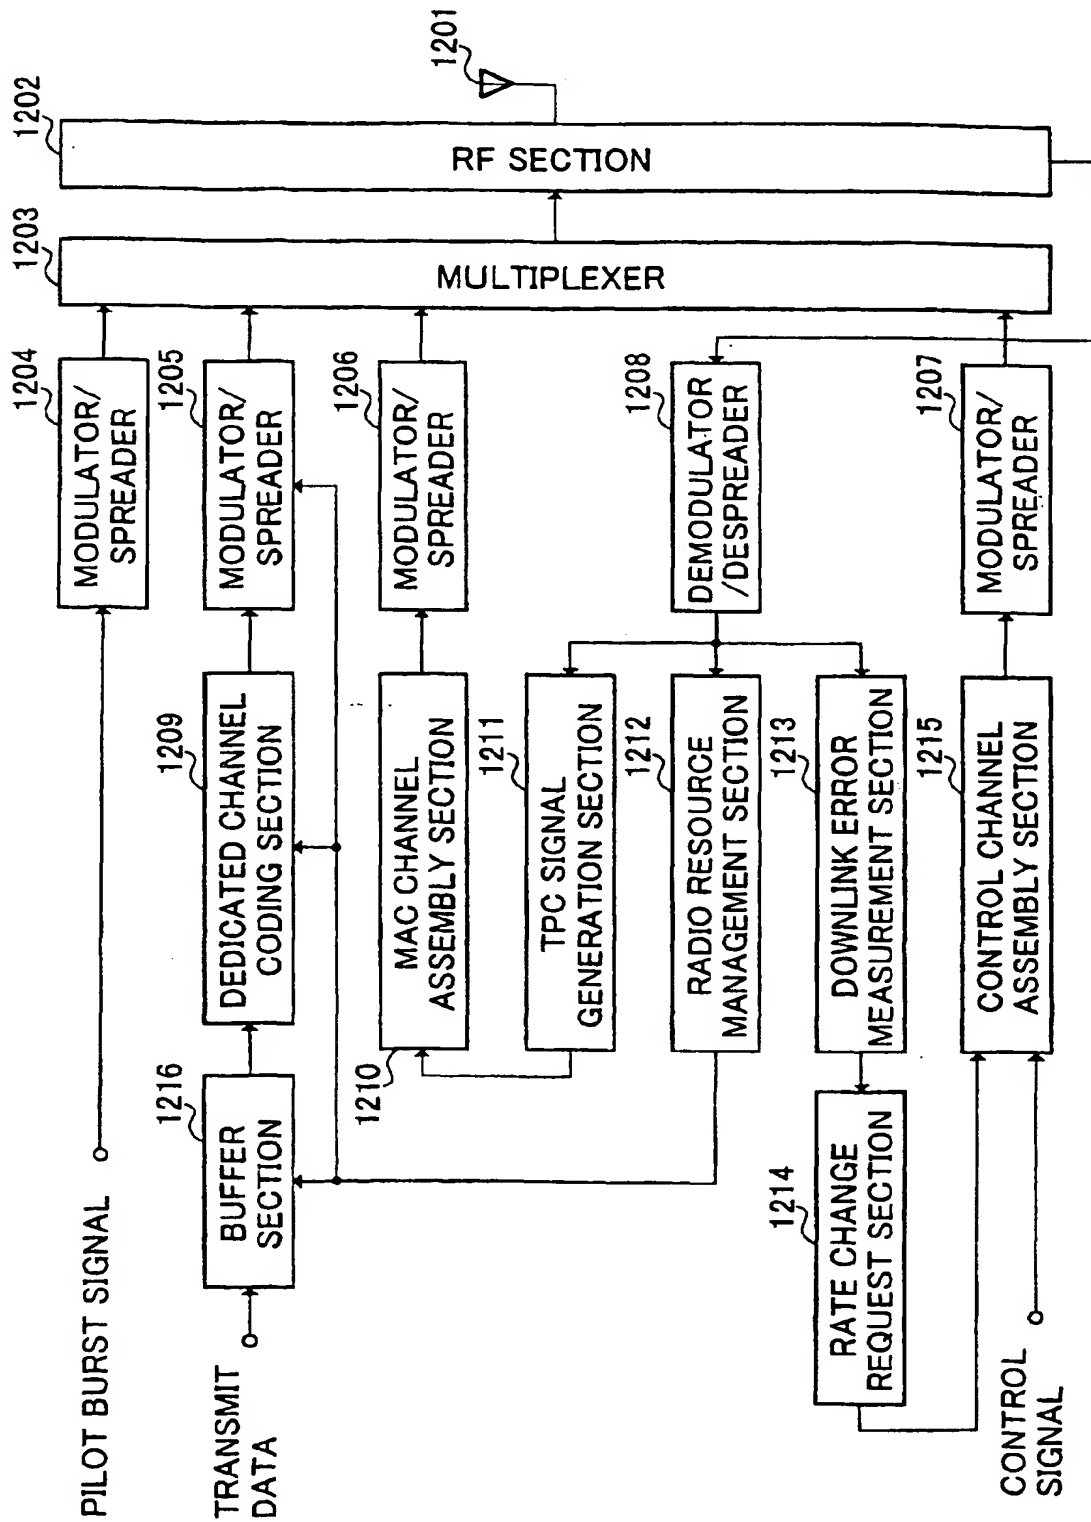 PILOT BURST SIGNAL
1204
MODULATOR/
SPREADER
1203
MULTIPLEXER
1202
RF SECTION
1201
TRANSMIT
DATA
1216
BUFFER
SECTION
1209
DEDICATED CHANNEL
CODING SECTION
1205
MODULATOR/
SPREADER
1210
MAC CHANNEL
ASSEMBLY SECTION
1206
MODULATOR/
SPREADER
1211
TPC SIGNAL
GENERATION SECTION
1212
RADIO RESOURCE
MANAGEMENT SECTION
1208
DEMODULATOR
/DESPREADER
1214
RATE CHANGE
REQUEST SECTION
1213
DOWNLINK ERROR
MEASUREMENT SECTION
CONTROL
SIGNAL
1215
CONTROL CHANNEL
ASSEMBLY SECTION
1207
MODULATOR/
SPREADER